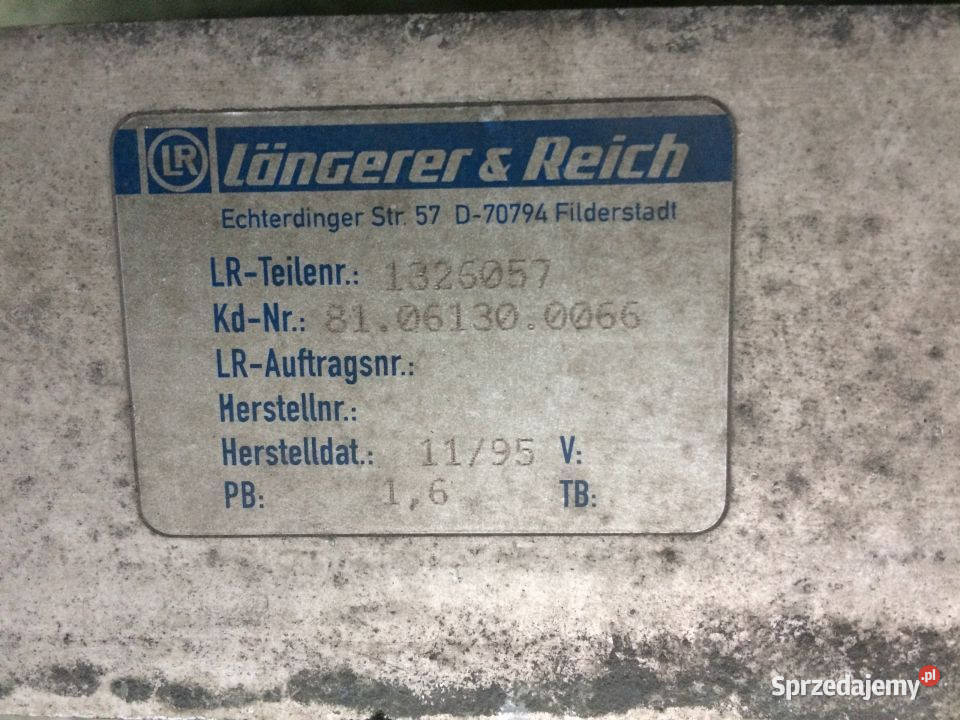 LR Längerer & Reich
Echterdinger Str. 57 D-70794 Filderstadt
LR-Teilenr.: 1326057
Kd-Nr.: 81.06130.0066
LR-Auftragsnr.:
Herstellnr.:
Herstelldat.: 11/95 V:
PB: 1,6 TB:
Sprzedajemy.pl